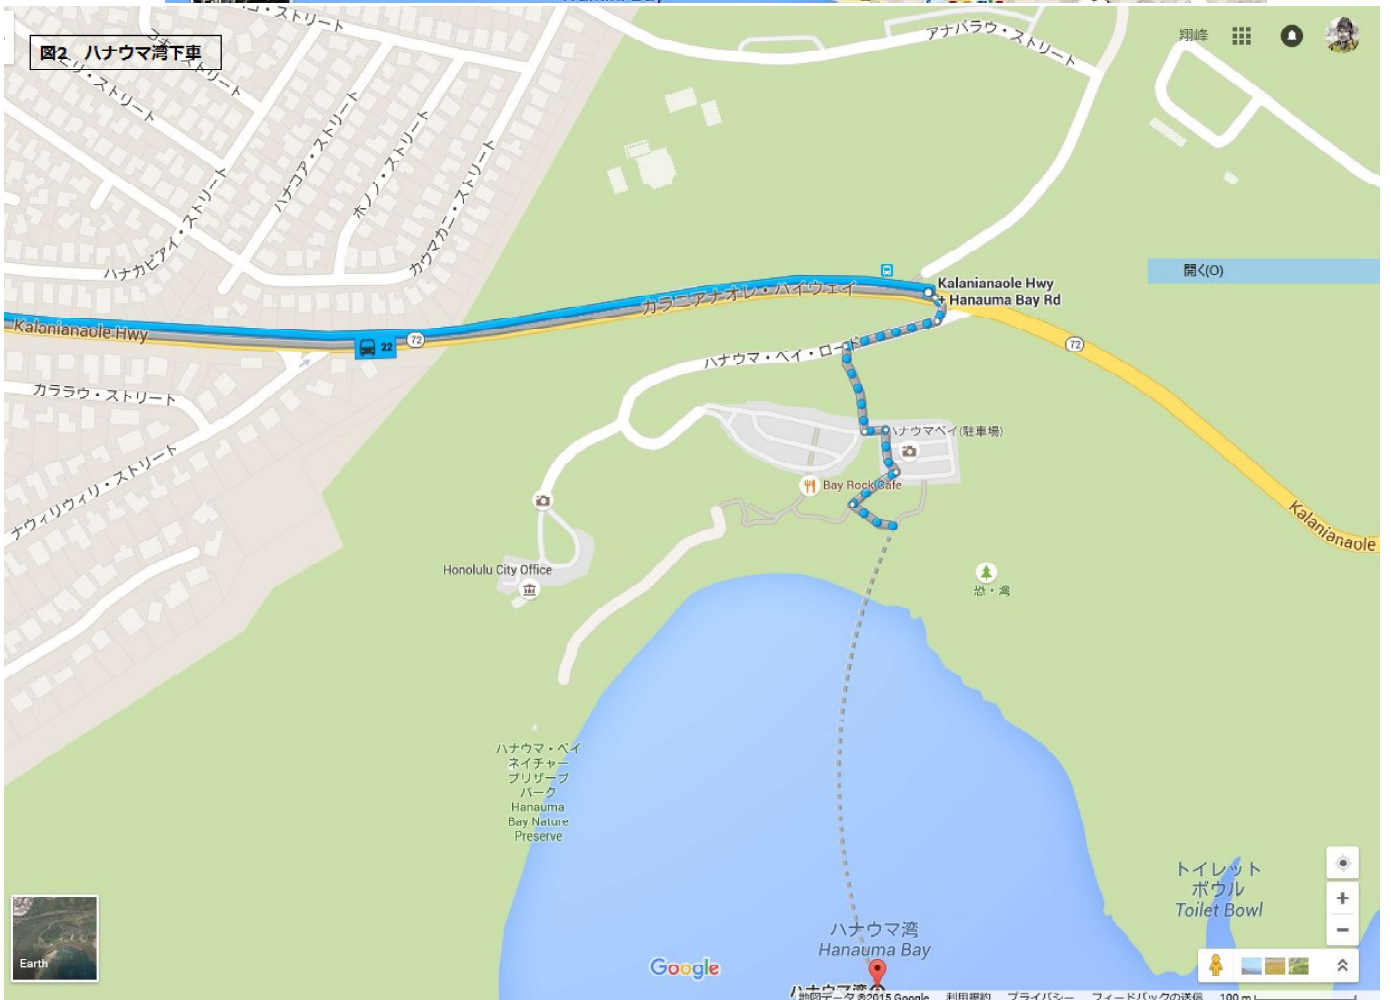 図2　ハナウマ湾下車
アナパラウ・ストリート
翔峰
ハナコア・ストリート
ホノノ・ストリート
カウマカニ・ストリート
ハナカピアイ・ストリート
開く(O)
Kalanianaole Hwy
+ Hanauma Bay Rd
カラニアナオレ・ハイウェイ
Kalanianaole Hwy
22
72
72
ハナウマ・ベイ・ロード
カララウ・ストリート
ハナウマベイ(駐車場)
Bay Rock Cafe
ナウィリウィリ・ストリート
Kalanianaole
Honolulu City Office
恐・湾
ハナウマ・ベイ
ネイチャー
プリザーブ
パーク
Hanauma
Bay Nature
Preserve
トイレット
ボウル
Toilet Bowl
ハナウマ湾
Hanauma Bay
Earth
Google
ハナウマ湾
地図データ ©2015 Google　利用規約　プライバシー　フィードバックの送信　100 m